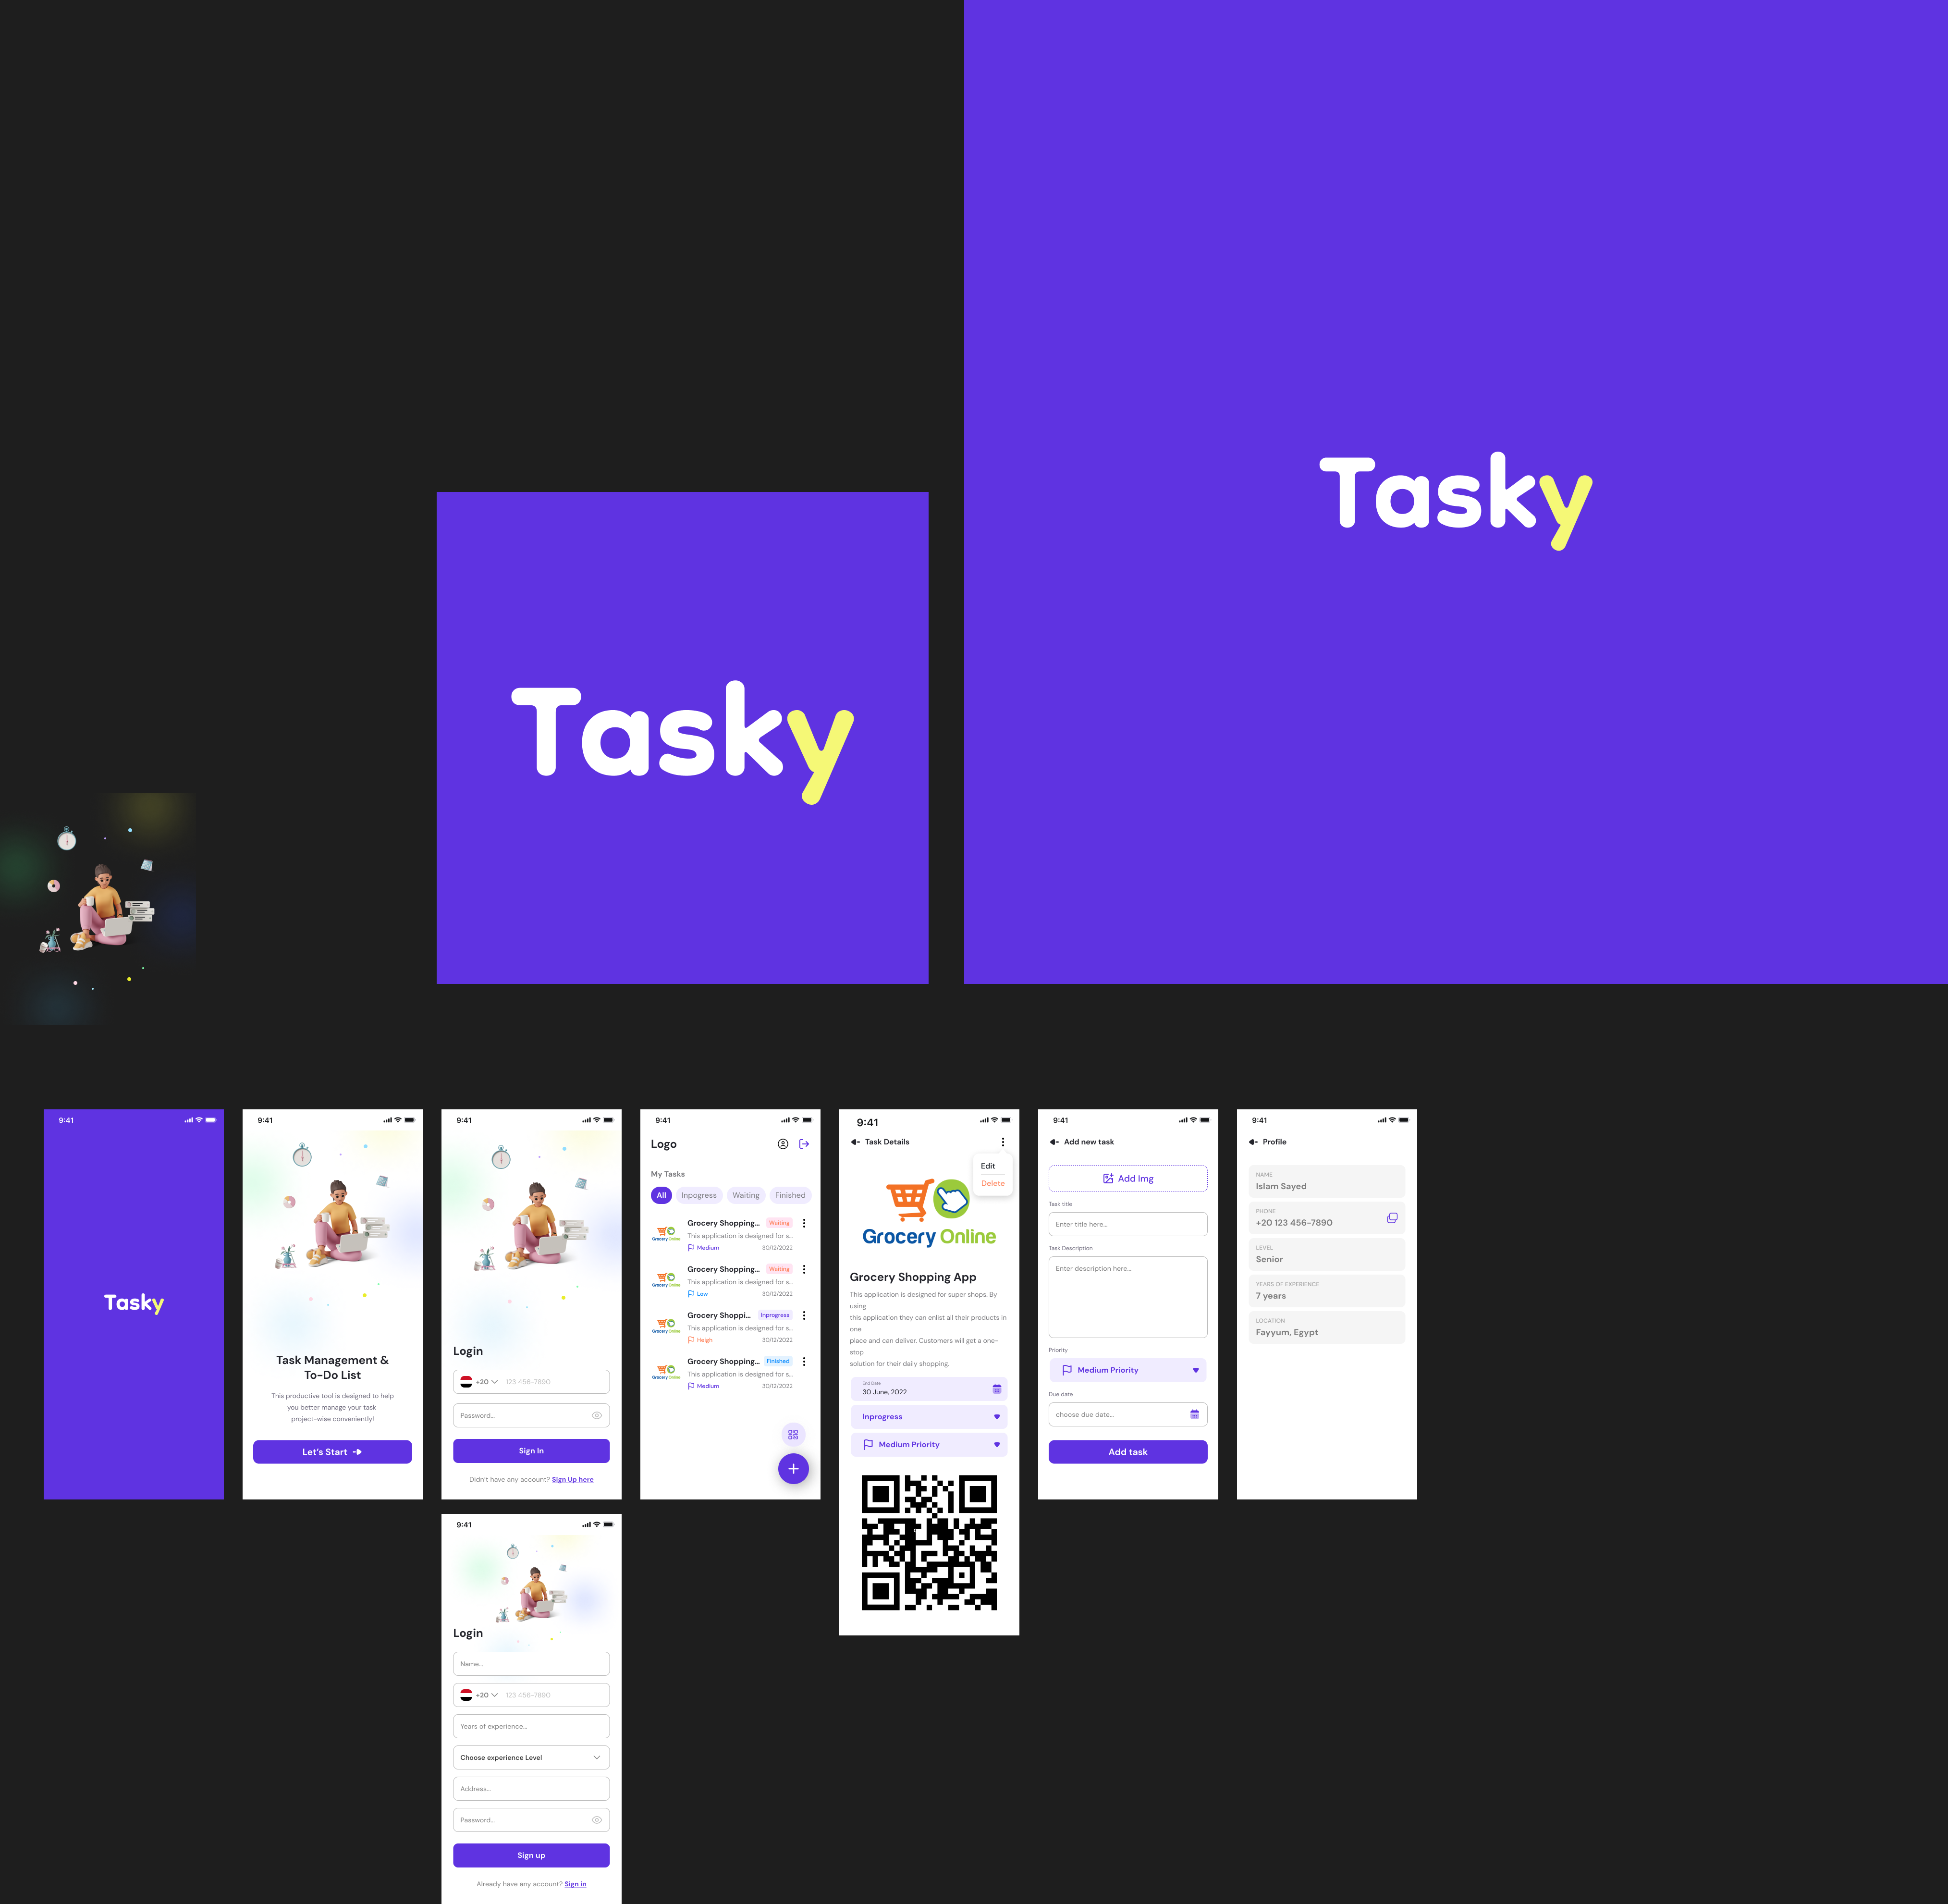 Tasky
Tasky
9:41
Tasky
9:41
Task Management &
To-Do List
This productive tool is designed to help
you better manage your task
project-wise conveniently!
Let's Start
9:41
Login
+20 123 456-7890
Password...
Sign In
Didn't have any account? Sign Up here
9:41
Logo
My Tasks
All Inpogress Waiting Finished
Grocery Shopping... Waiting
This application is designed for s...
Medium 30/12/2022
Grocery Online
Grocery Shopping... Waiting
This application is designed for s...
Low 30/12/2022
Grocery Online
Grocery Shoppi... Inprogress
This application is designed for s...
Heigh 30/12/2022
Grocery Online
Grocery Shopping... Finished
This application is designed for s...
Medium 30/12/2022
Grocery Online
9:41
Task Details
Edit
Delete
Grocery Online
Grocery Shopping App
This application is designed for super shops. By
using
this application they can enlist all their products in
one
place and can deliver. Customers will get a one-
stop
solution for their daily shopping.
End Date
30 June, 2022
Inprogress
Medium Priority
9:41
Add new task
Add Img
Task title
Enter title here...
Task Description
Enter description here...
Priority
Medium Priority
Due date
choose due date...
Add task
9:41
Profile
NAME
Islam Sayed
PHONE
+20 123 456-7890
LEVEL
Senior
YEARS OF EXPERIENCE
7 years
LOCATION
Fayyum, Egypt
9:41
Login
Name...
+20 123 456-7890
Years of experience...
Choose experience Level
Address...
Password...
Sign up
Already have any account? Sign in